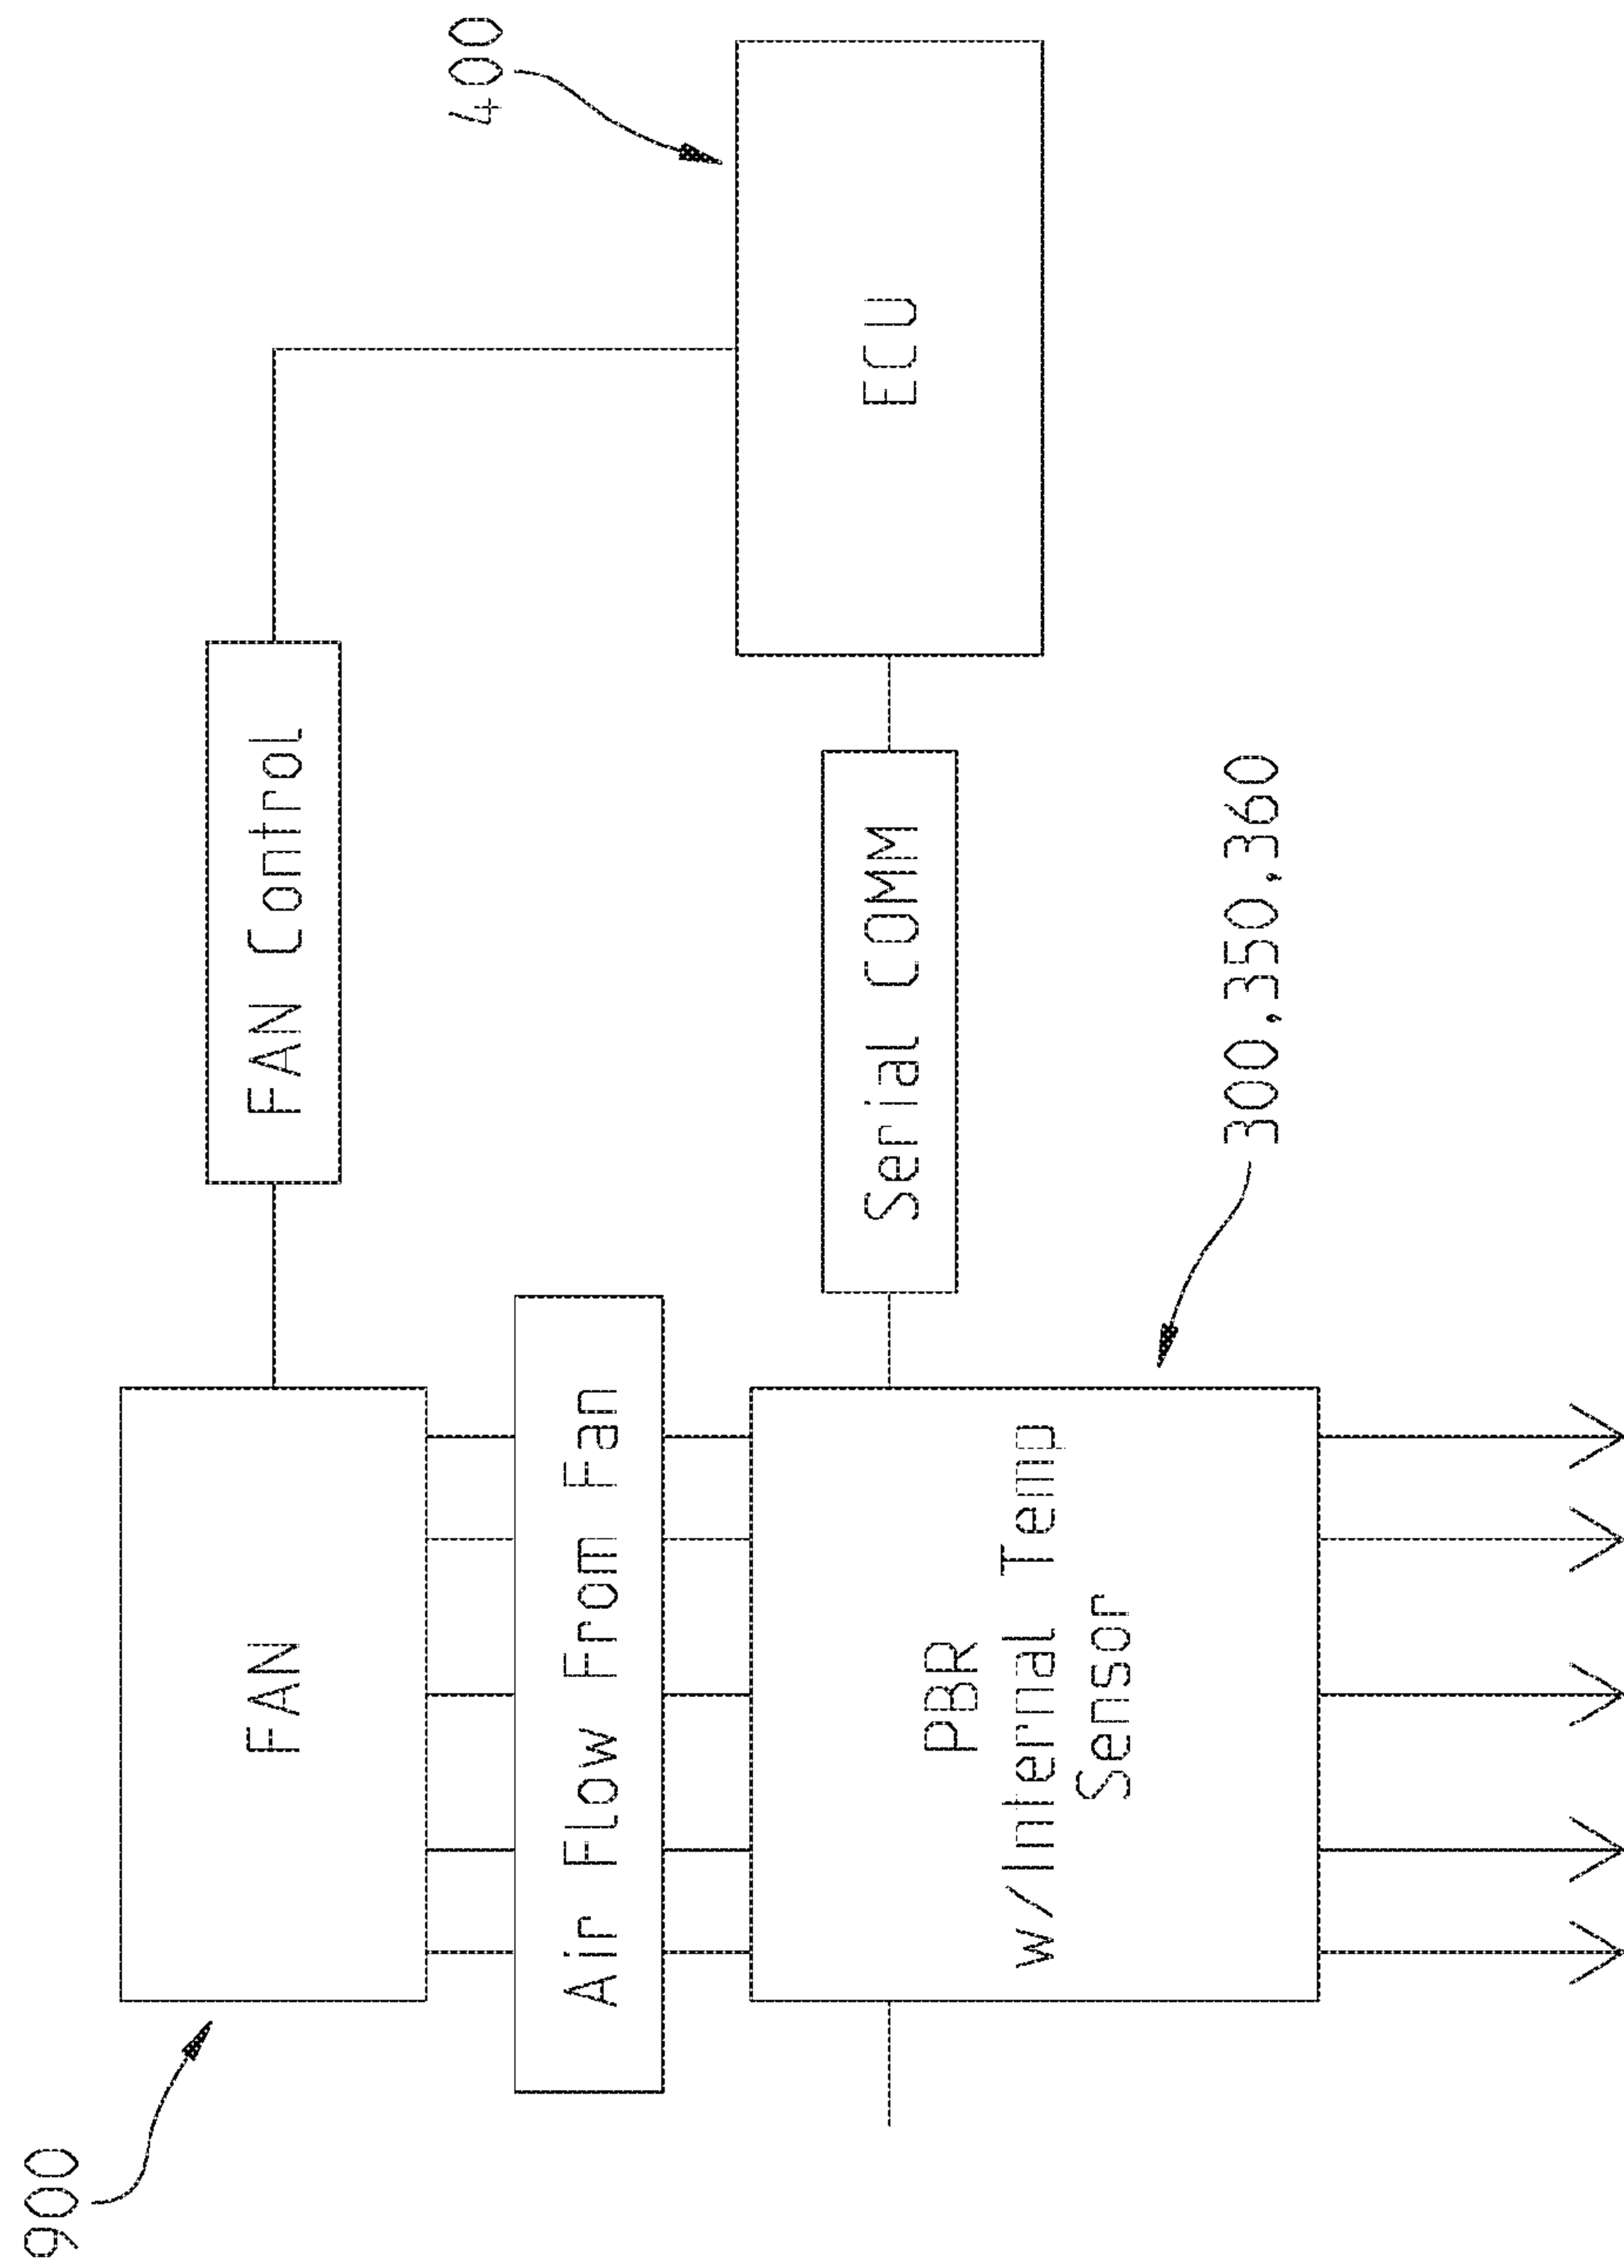 900
FAN
FAN Control
400
Air Flow From Fan
PBR
w/Internal Temp
Sensor
Serial COMM
ECU
300,350,360